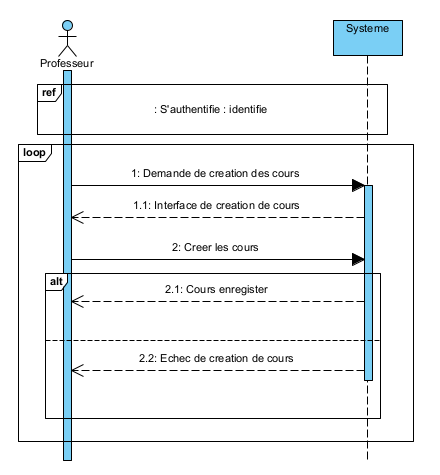 Systeme
Professeur
ref
: S'authentifie : identifie
loop
1: Demande de creation des cours
1.1: Interface de creation de cours
2: Creer les cours
alt
2.1: Cours enregister
2.2: Echec de creation de cours